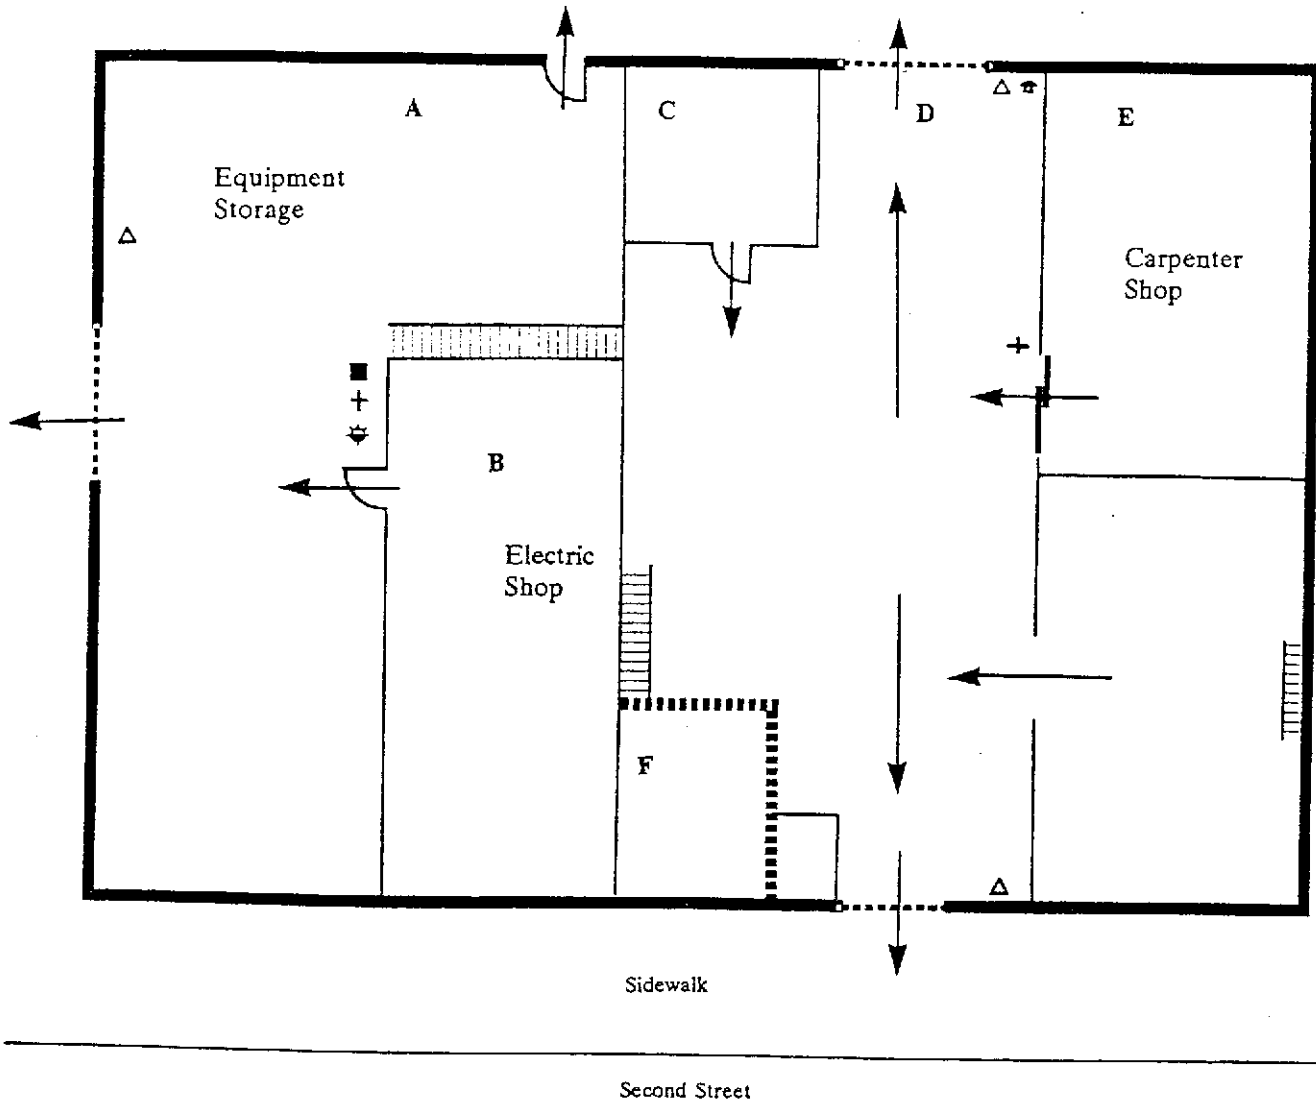 A
C
D
E
Equipment
Storage
Carpenter
Shop
B
Electric
Shop
F
Sidewalk
Second Street